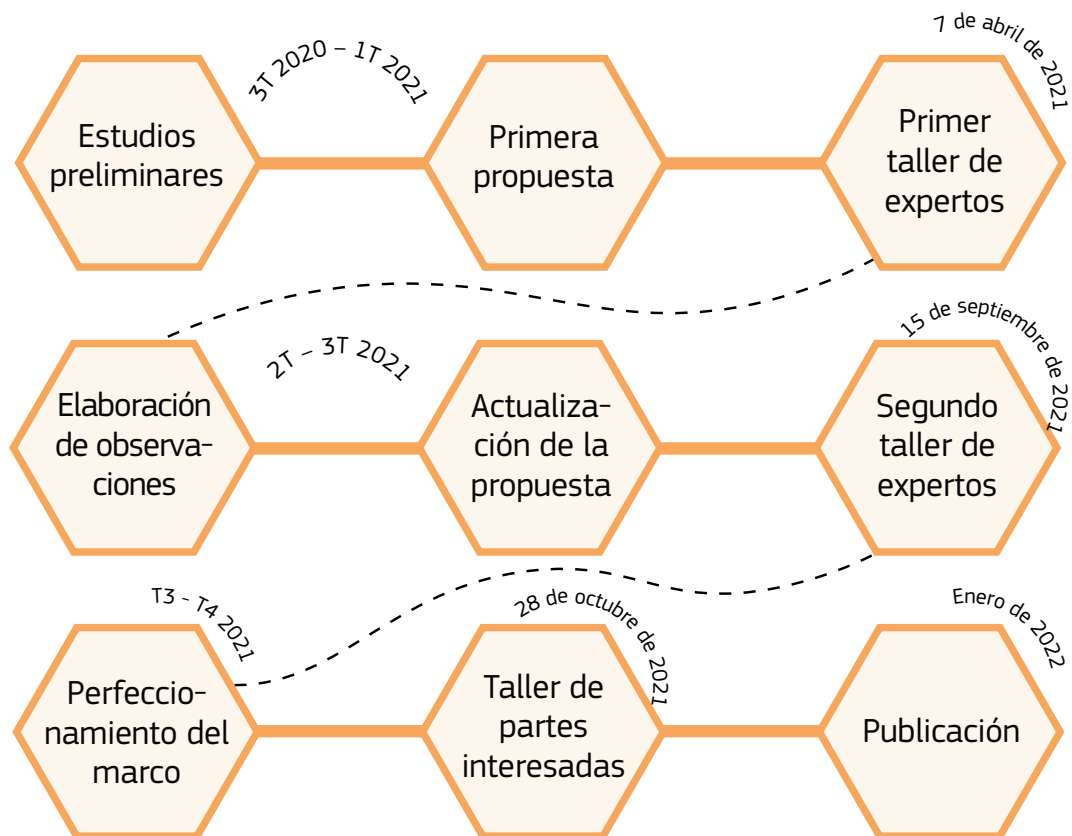 3T 2020 – 1T 2021
7 de abril de 2021
Estudios
preliminares
Primera
propuesta
Primer
taller de
expertos
2T – 3T 2021
15 de septiembre de 2021
Elaboración
de observa-
ciones
Actualiza-
ción de la
propuesta
Segundo
taller de
expertos
T3 - T4 2021
28 de octubre de 2021
Enero de 2022
Perfeccio-
namiento del
marco
Taller de
partes
interesadas
Publicación